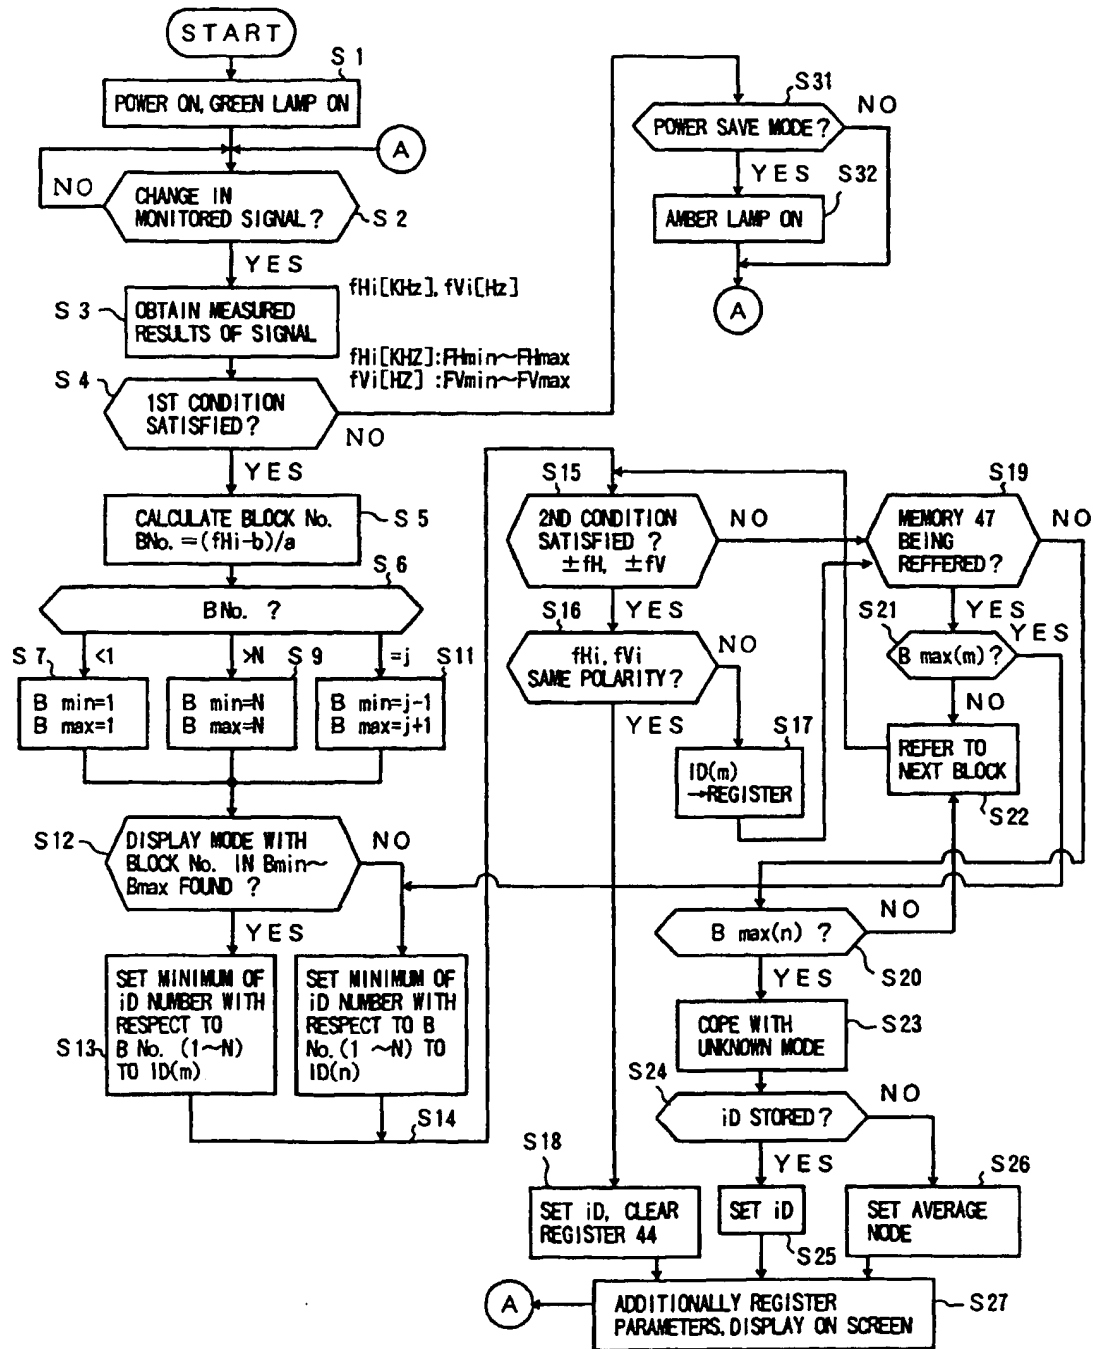 START
S1
POWER ON, GREEN LAMP ON
A
NO
CHANGE IN
MONITORED SIGNAL?
S2
YES
fHi[KHz], fVi[Hz]
S3
OBTAIN MEASURED
RESULTS OF SIGNAL
fHi[KHZ]:FHmin~FHmax
fVi[HZ] :FVmin~FVmax
S4
1ST CONDITION
SATISFIED?
NO
YES
CALCULATE BLOCK No.
BNo. =(fHi-b)/a
S5
S6
BNo. ?
S7
<1
>N
S9
=j
S11
B min=1
B max=1
B min=N
B max=N
B min=j-1
B max=j+1
S12
DISPLAY MODE WITH
BLOCK No. IN Bmin~
Bmax FOUND ?
NO
YES
SET MINIMUM OF
iD NUMBER WITH
RESPECT TO
B No. (1~N)
TO ID(m)
S13
SET MINIMUM OF
iD NUMBER WITH
RESPECT TO B
No. (1 ~N) TO
ID(n)
S14
S31
POWER SAVE MODE?
NO
YES
S32
AMBER LAMP ON
A
S15
2ND CONDITION
SATISFIED ?
±fH, ±fV
NO
YES
S16
fHi, fVi
SAME POLARITY?
NO
YES
S17
ID(m)
→REGISTER
S19
MEMORY 47
BEING
REFFERED?
NO
YES
S21
B max(m)?
YES
NO
REFER TO
NEXT BLOCK
S22
B max(n) ?
NO
S20
YES
COPE WITH
UNKNOWN MODE
S23
S24
iD STORED?
NO
YES
S18
SET iD, CLEAR
REGISTER 44
SET iD
S25
S26
SET AVERAGE
NODE
A
ADDITIONALLY REGISTER
PARAMETERS.DISPLAY ON SCREEN
S27